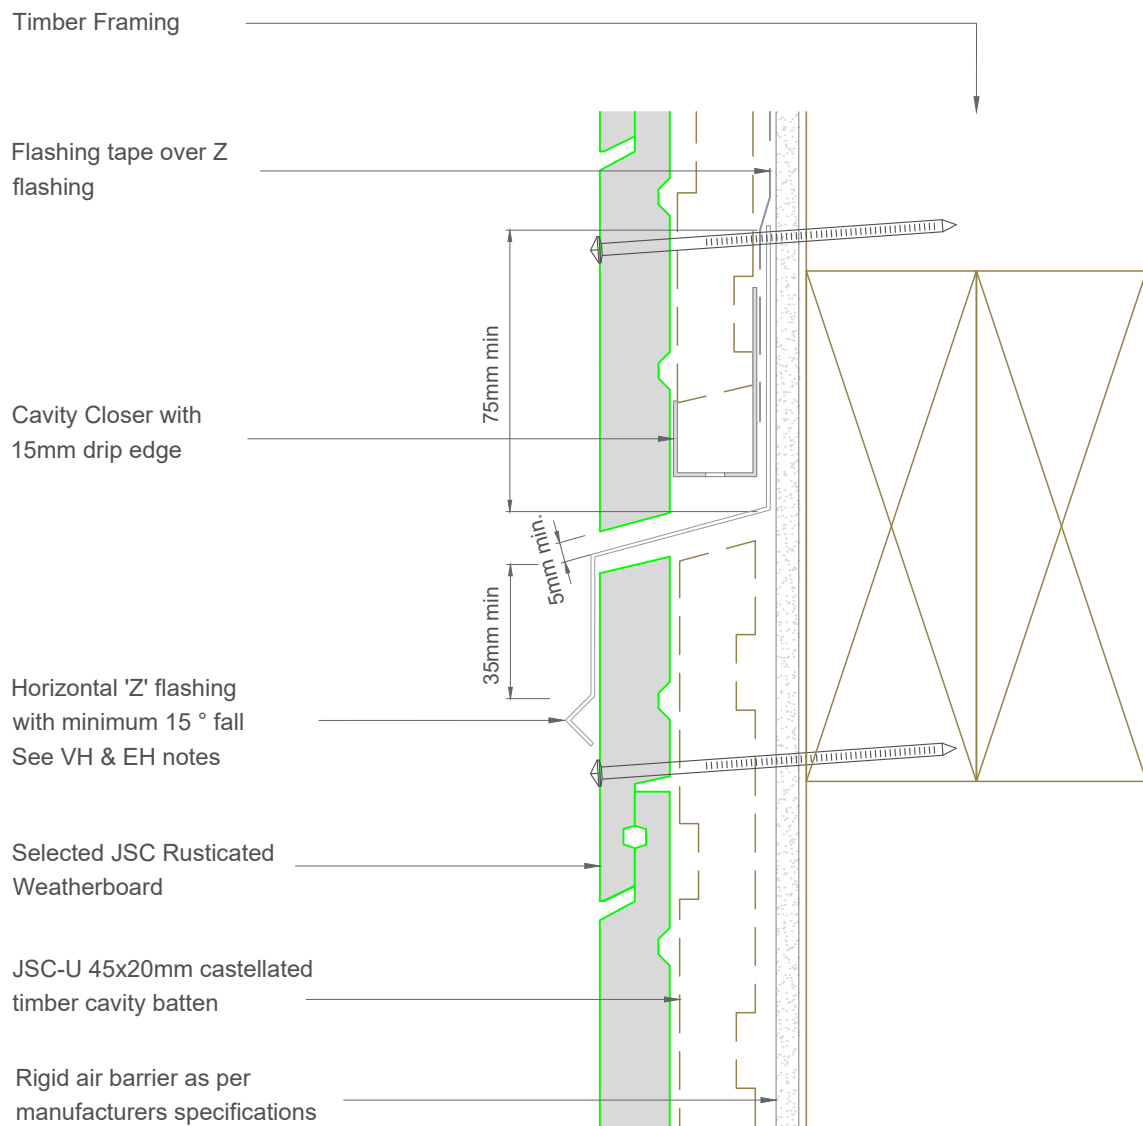 Timber Framing
Flashing tape over Z
flashing
75mm min
Cavity Closer with
15mm drip edge
5mm min.
35mm min
Horizontal 'Z' flashing
with minimum 15 ° fall
See VH & EH notes
Selected JSC Rusticated
Weatherboard
JSC-U 45x20mm castellated
timber cavity batten
Rigid air barrier as per
manufacturers specifications